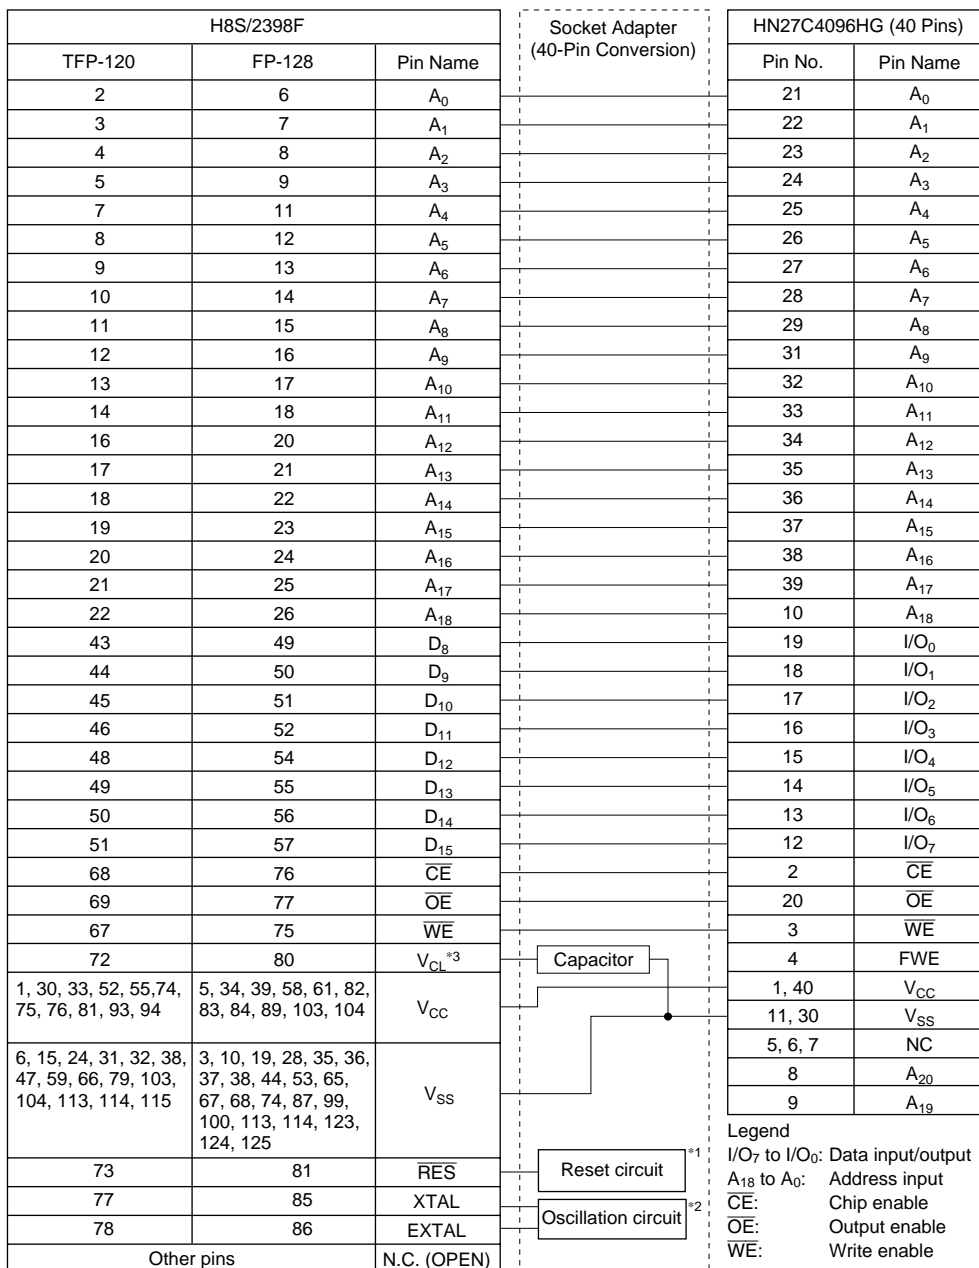 H8S/2398F
TFP-120 FP-128 Pin Name
2 6 A0
3 7 A1
4 8 A2
5 9 A3
7 11 A4
8 12 A5
9 13 A6
10 14 A7
11 15 A8
12 16 A9
13 17 A10
14 18 A11
16 20 A12
17 21 A13
18 22 A14
19 23 A15
20 24 A16
21 25 A17
22 26 A18
43 49 D8
44 50 D9
45 51 D10
46 52 D11
48 54 D12
49 55 D13
50 56 D14
51 57 D15
68 76 CE
69 77 OE
67 75 WE
72 80 VCL*3
1, 30, 33, 52, 55,74,
75, 76, 81, 93, 94
5, 34, 39, 58, 61, 82,
83, 84, 89, 103, 104
VCC
6, 15, 24, 31, 32, 38,
47, 59, 66, 79, 103,
104, 113, 114, 115
3, 10, 19, 28, 35, 36,
37, 38, 44, 53, 65,
67, 68, 74, 87, 99,
100, 113, 114, 123,
124, 125
VSS
73 81 RES
77 85 XTAL
78 86 EXTAL
Other pins N.C. (OPEN)
Socket Adapter
(40-Pin Conversion)
Capacitor
Reset circuit *1
Oscillation circuit *2
HN27C4096HG (40 Pins)
Pin No. Pin Name
21 A0
22 A1
23 A2
24 A3
25 A4
26 A5
27 A6
28 A7
29 A8
31 A9
32 A10
33 A11
34 A12
35 A13
36 A14
37 A15
38 A16
39 A17
10 A18
19 I/O0
18 I/O1
17 I/O2
16 I/O3
15 I/O4
14 I/O5
13 I/O6
12 I/O7
2 CE
20 OE
3 WE
4 FWE
1, 40 VCC
11, 30 VSS
5, 6, 7 NC
8 A20
9 A19
Legend
I/O7 to I/O0: Data input/output
A18 to A0: Address input
CE: Chip enable
OE: Output enable
WE: Write enable